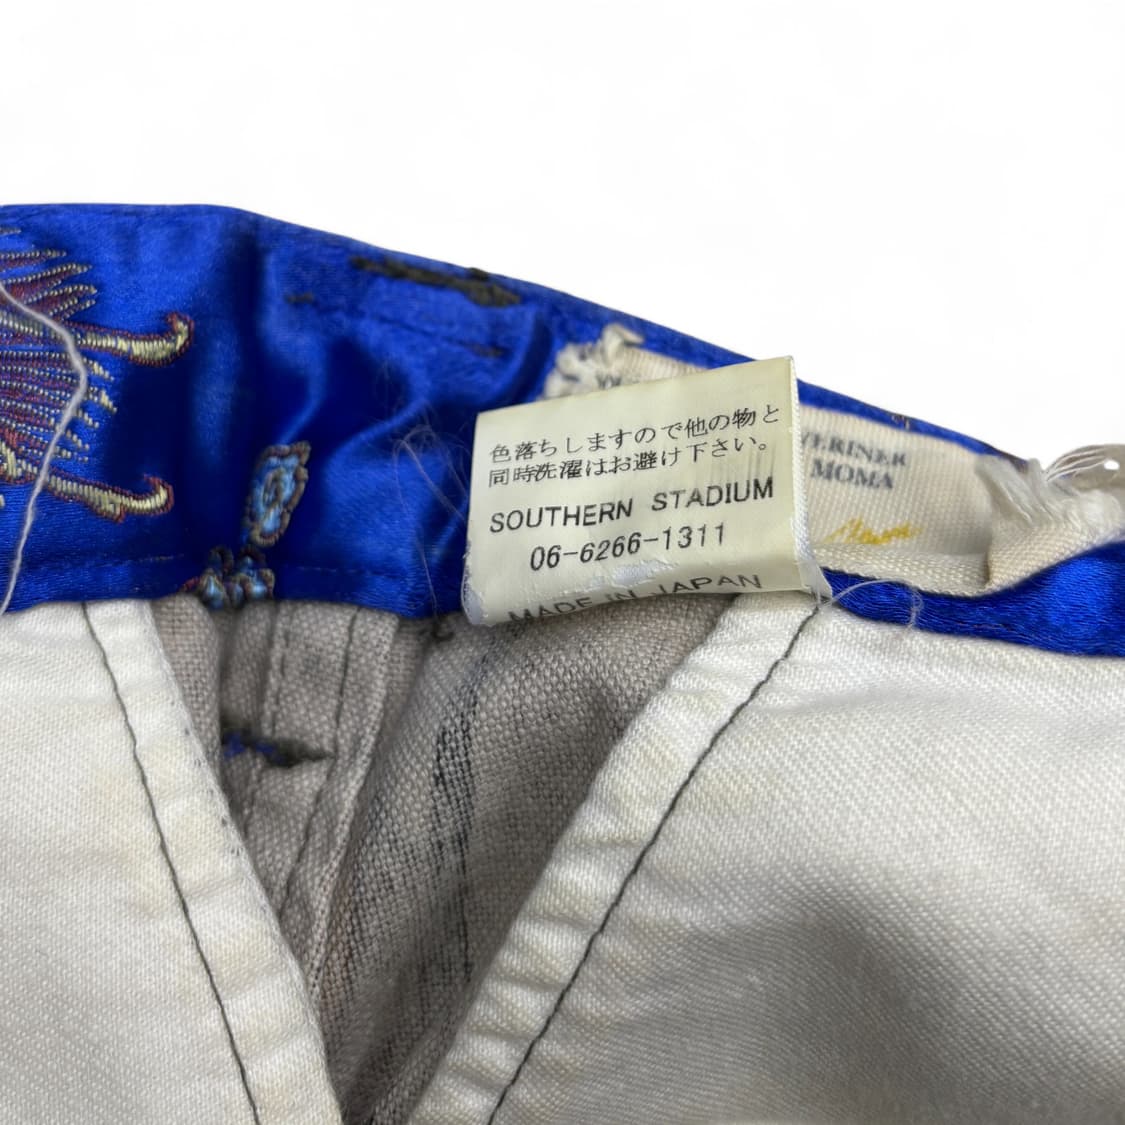 色落ちしますので他の物と
同時洗濯はお避け下さい。
SOUTHERN STADIUM
06-6266-1311
MADE IN JAPAN
MOMA